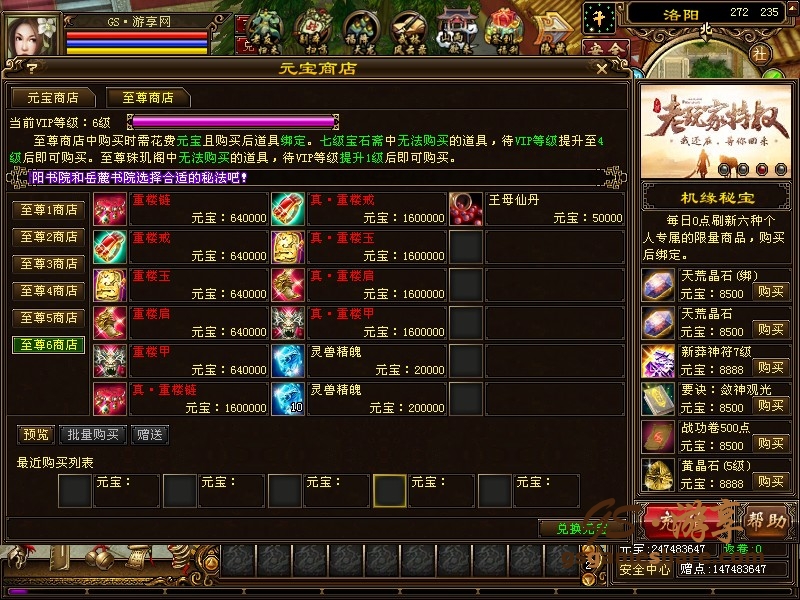 GS·游享网
洛阳
272 235
北
安全
社
?
元宝商店
×
元宝商店
至尊商店
当前VIP等级：6级
至尊商店中购买时需花费元宝且购买后道具绑定。七级宝石斋中无法购买的道具，待VIP等级提升至4
级后即可购买。至尊珠玑阁中无法购买的道具，待VIP等级提升1级后即可购买。
阳书院和岳麓书院选择合适的秘法吧！
至尊1商店
至尊2商店
至尊3商店
至尊4商店
至尊5商店
至尊6商店
重楼链
元宝：640000
真·重楼戒
元宝：1600000
王母仙丹
元宝：50000
重楼戒
元宝：640000
真·重楼玉
元宝：1600000
重楼玉
元宝：640000
真·重楼肩
元宝：1600000
重楼肩
元宝：640000
真·重楼甲
元宝：1600000
重楼甲
元宝：640000
灵兽精魄
元宝：20000
真·重楼链
元宝：1600000
10
灵兽精魄
元宝：200000
预览
批量购买
赠送
最近购买列表
元宝：
元宝：
元宝：
元宝：
元宝：
老玩家特权
我还在，等你回来
机缘秘宝
每日0点刷新六种个
人专属的限量商品，购买
后绑定。
天荒晶石(绑)
元宝：8500
购买
天荒晶石
元宝：8500
购买
新莽神符7级
元宝：8888
购买
要诀：敛神观光
元宝：8500
购买
战功卷500点
元宝：8500
购买
黄晶石(5级)
元宝：8888
购买
帮助
GS·游享
元宝:247483647
安全中心
赠点:147483647